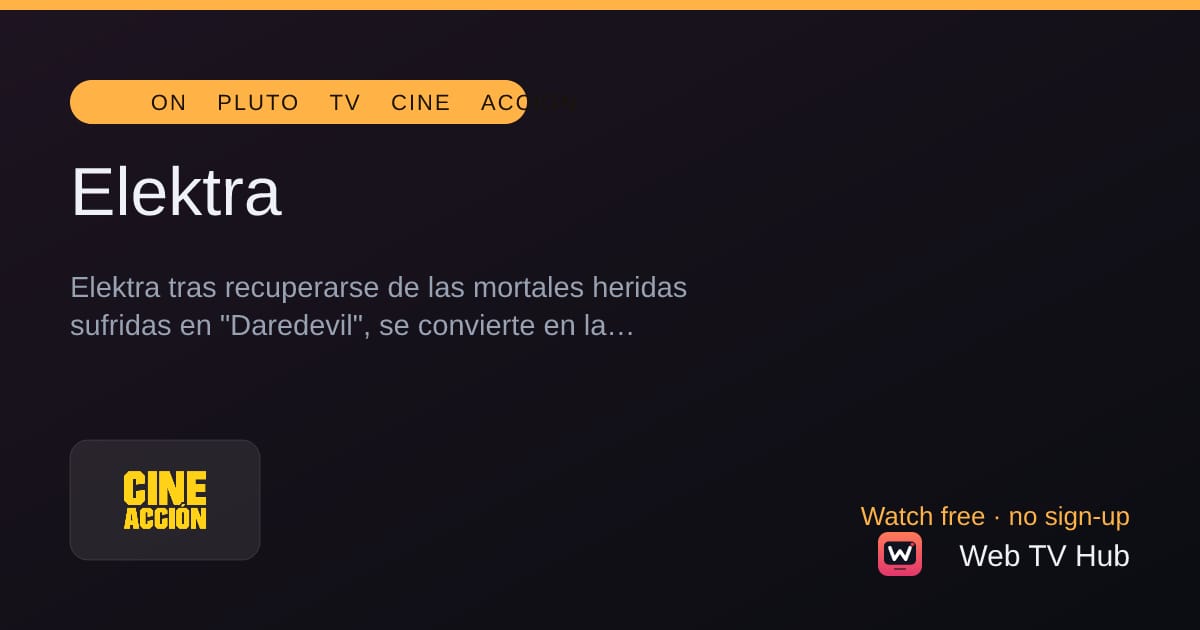 ON PLUTO TV CINE ACCIÓN
Elektra
Elektra tras recuperarse de las mortales heridas
sufridas en "Daredevil", se convierte en la…
CINE
ACCIÓN
Watch free · no sign-up
W
Web TV Hub